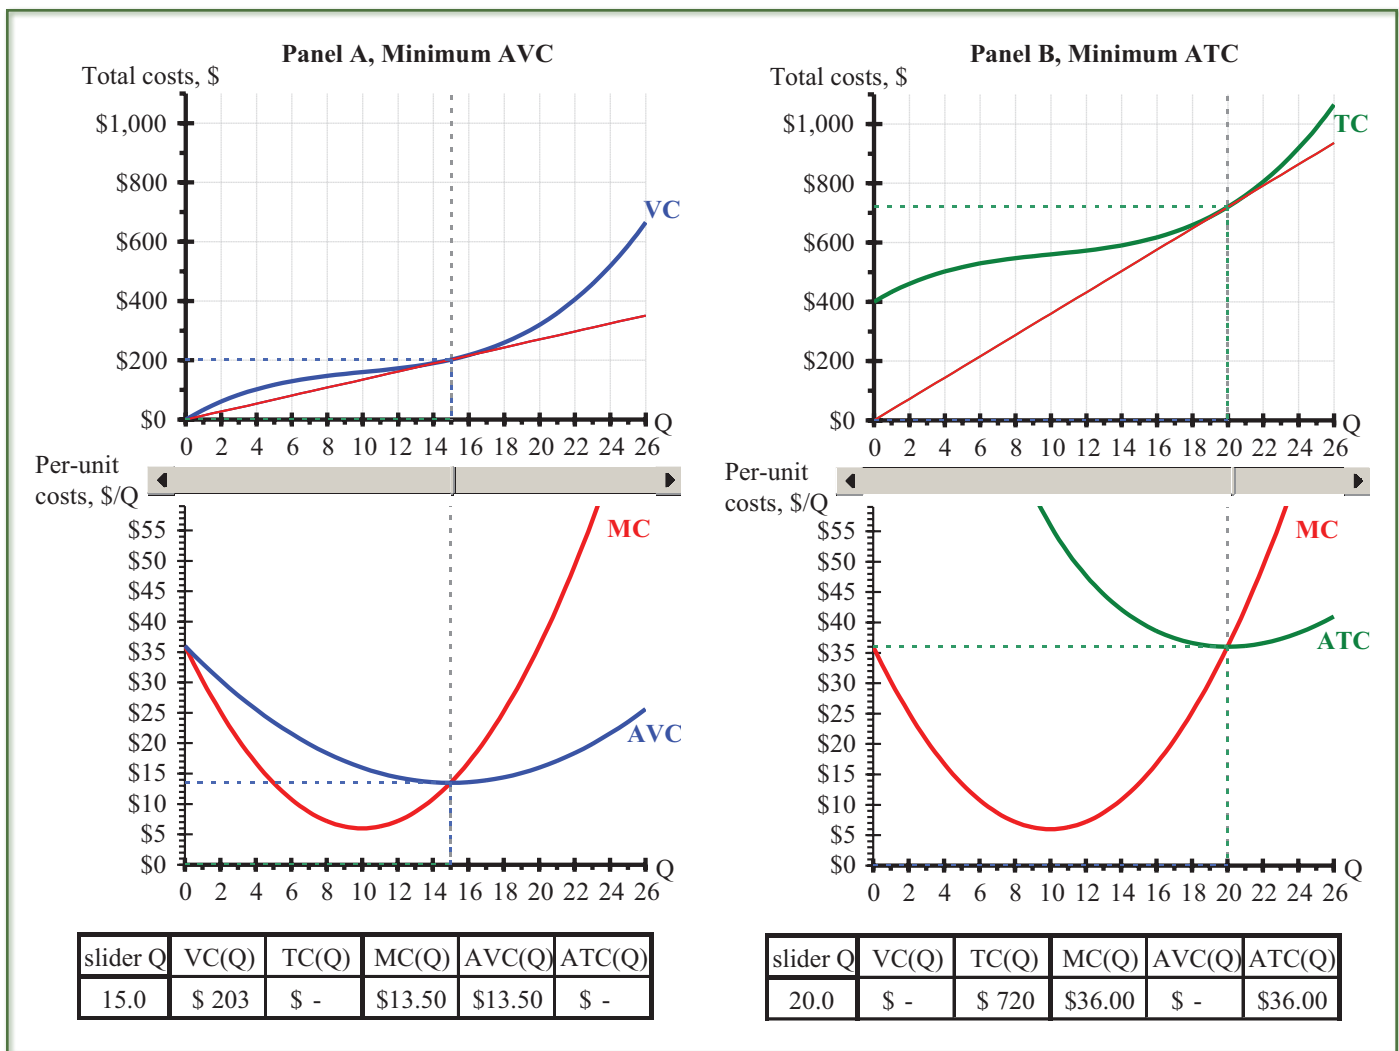 Panel A, Minimum AVC
Total costs, $
$1,000
$800
$600
$400
$200
$0
VC
Q
0 2 4 6 8 10 12 14 16 18 20 22 24 26
Per-unit
costs, $/Q
$55
$50
$45
$40
$35
$30
$25
$20
$15
$10
$5
$0
MC
AVC
Q
0 2 4 6 8 10 12 14 16 18 20 22 24 26
slider Q VC(Q) TC(Q) MC(Q) AVC(Q) ATC(Q)
15.0 $ 203 $ - $13.50 $13.50 $ -
Panel B, Minimum ATC
Total costs, $
$1,000
$800
$600
$400
$200
$0
TC
Q
0 2 4 6 8 10 12 14 16 18 20 22 24 26
Per-unit
costs, $/Q
$55
$50
$45
$40
$35
$30
$25
$20
$15
$10
$5
$0
MC
ATC
Q
0 2 4 6 8 10 12 14 16 18 20 22 24 26
slider Q VC(Q) TC(Q) MC(Q) AVC(Q) ATC(Q)
20.0 $ - $ 720 $36.00 $ - $36.00